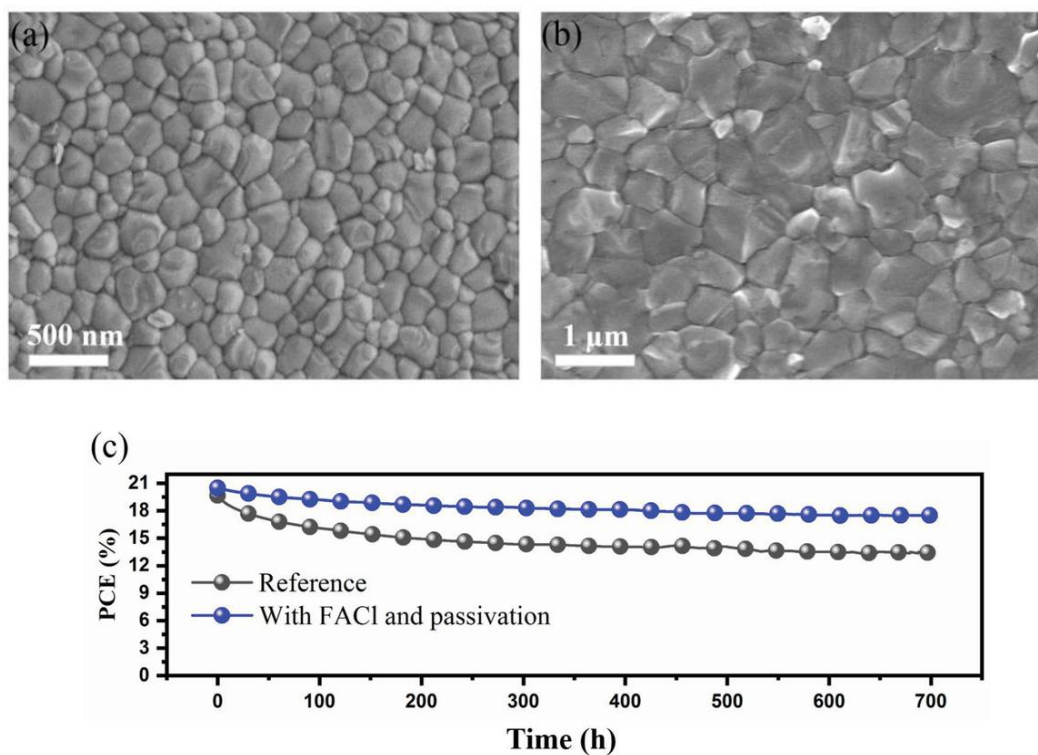 (a)
(b)
500 nm
1 µm
(c)
PCE (%)
21
18
15
12
9
6
3
0
Reference
With FACl and passivation
0 100 200 300 400 500 600 700
Time (h)